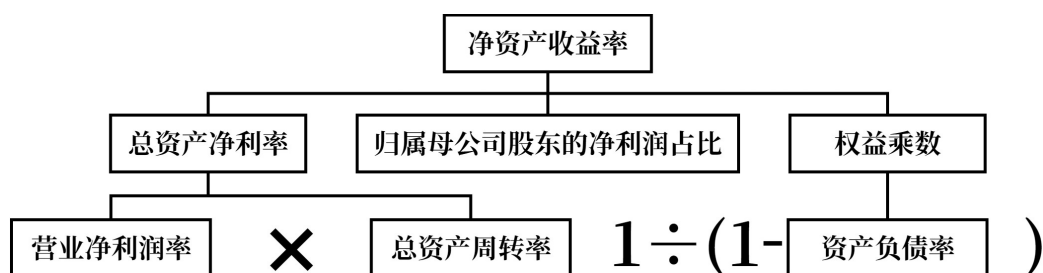 净资产收益率
总资产净利率 归属母公司股东的净利润占比 权益乘数
营业净利润率 × 总资产周转率 1÷(1- 资产负债率 )